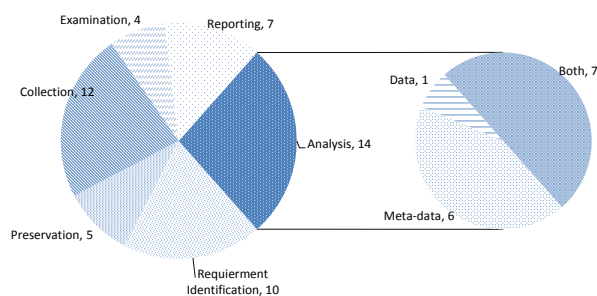 Examination, 4
Reporting, 7
Collection, 12
Analysis, 14
Preservation, 5
Requierment
Identification, 10
Data, 1
Both, 7
Meta-data, 6